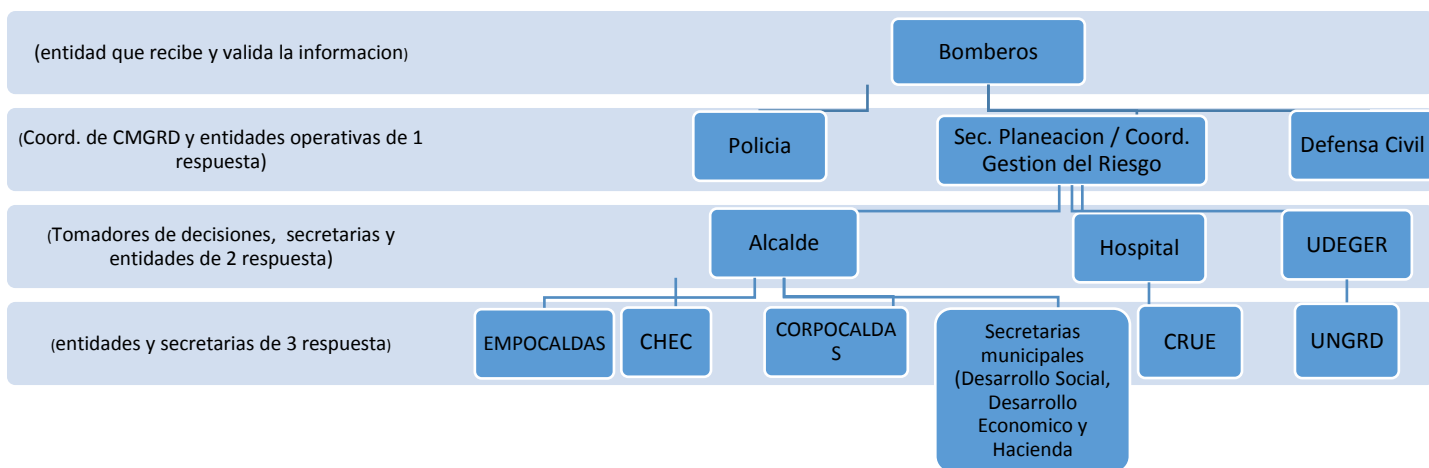 (entidad que recibe y valida la informacion)
Bomberos
(Coord. de CMGRD y entidades operativas de 1
respuesta)
Policia
Sec. Planeacion / Coord.
Gestion del Riesgo
Defensa Civil
(Tomadores de decisiones, secretarias y
entidades de 2 respuesta)
Alcalde
Hospital
UDEGER
(entidades y secretarias de 3 respuesta)
EMPOCALDAS
CHEC
CORPOCALDA
S
Secretarias
municipales
(Desarrollo Social,
Desarrollo
Economico y
Hacienda
CRUE
UNGRD